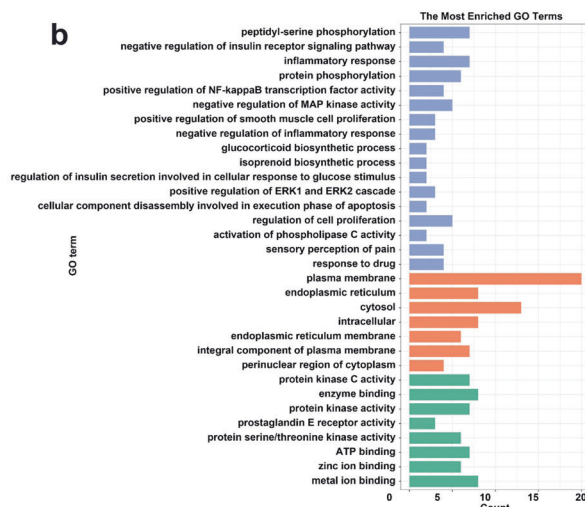 b
The Most Enriched GO Terms
GO term
peptidyl-serine phosphorylation
negative regulation of insulin receptor signaling pathway
inflammatory response
protein phosphorylation
positive regulation of NF-kappaB transcription factor activity
negative regulation of MAP kinase activity
positive regulation of smooth muscle cell proliferation
negative regulation of inflammatory response
glucocorticoid biosynthetic process
isoprenoid biosynthetic process
regulation of insulin secretion involved in cellular response to glucose stimulus
positive regulation of ERK1 and ERK2 cascade
cellular component disassembly involved in execution phase of apoptosis
regulation of cell proliferation
activation of phospholipase C activity
sensory perception of pain
response to drug
plasma membrane
endoplasmic reticulum
cytosol
intracellular
endoplasmic reticulum membrane
integral component of plasma membrane
perinuclear region of cytoplasm
protein kinase C activity
enzyme binding
protein kinase activity
prostaglandin E receptor activity
protein serine/threonine kinase activity
ATP binding
zinc ion binding
metal ion binding
0 5 10 15 20
Count